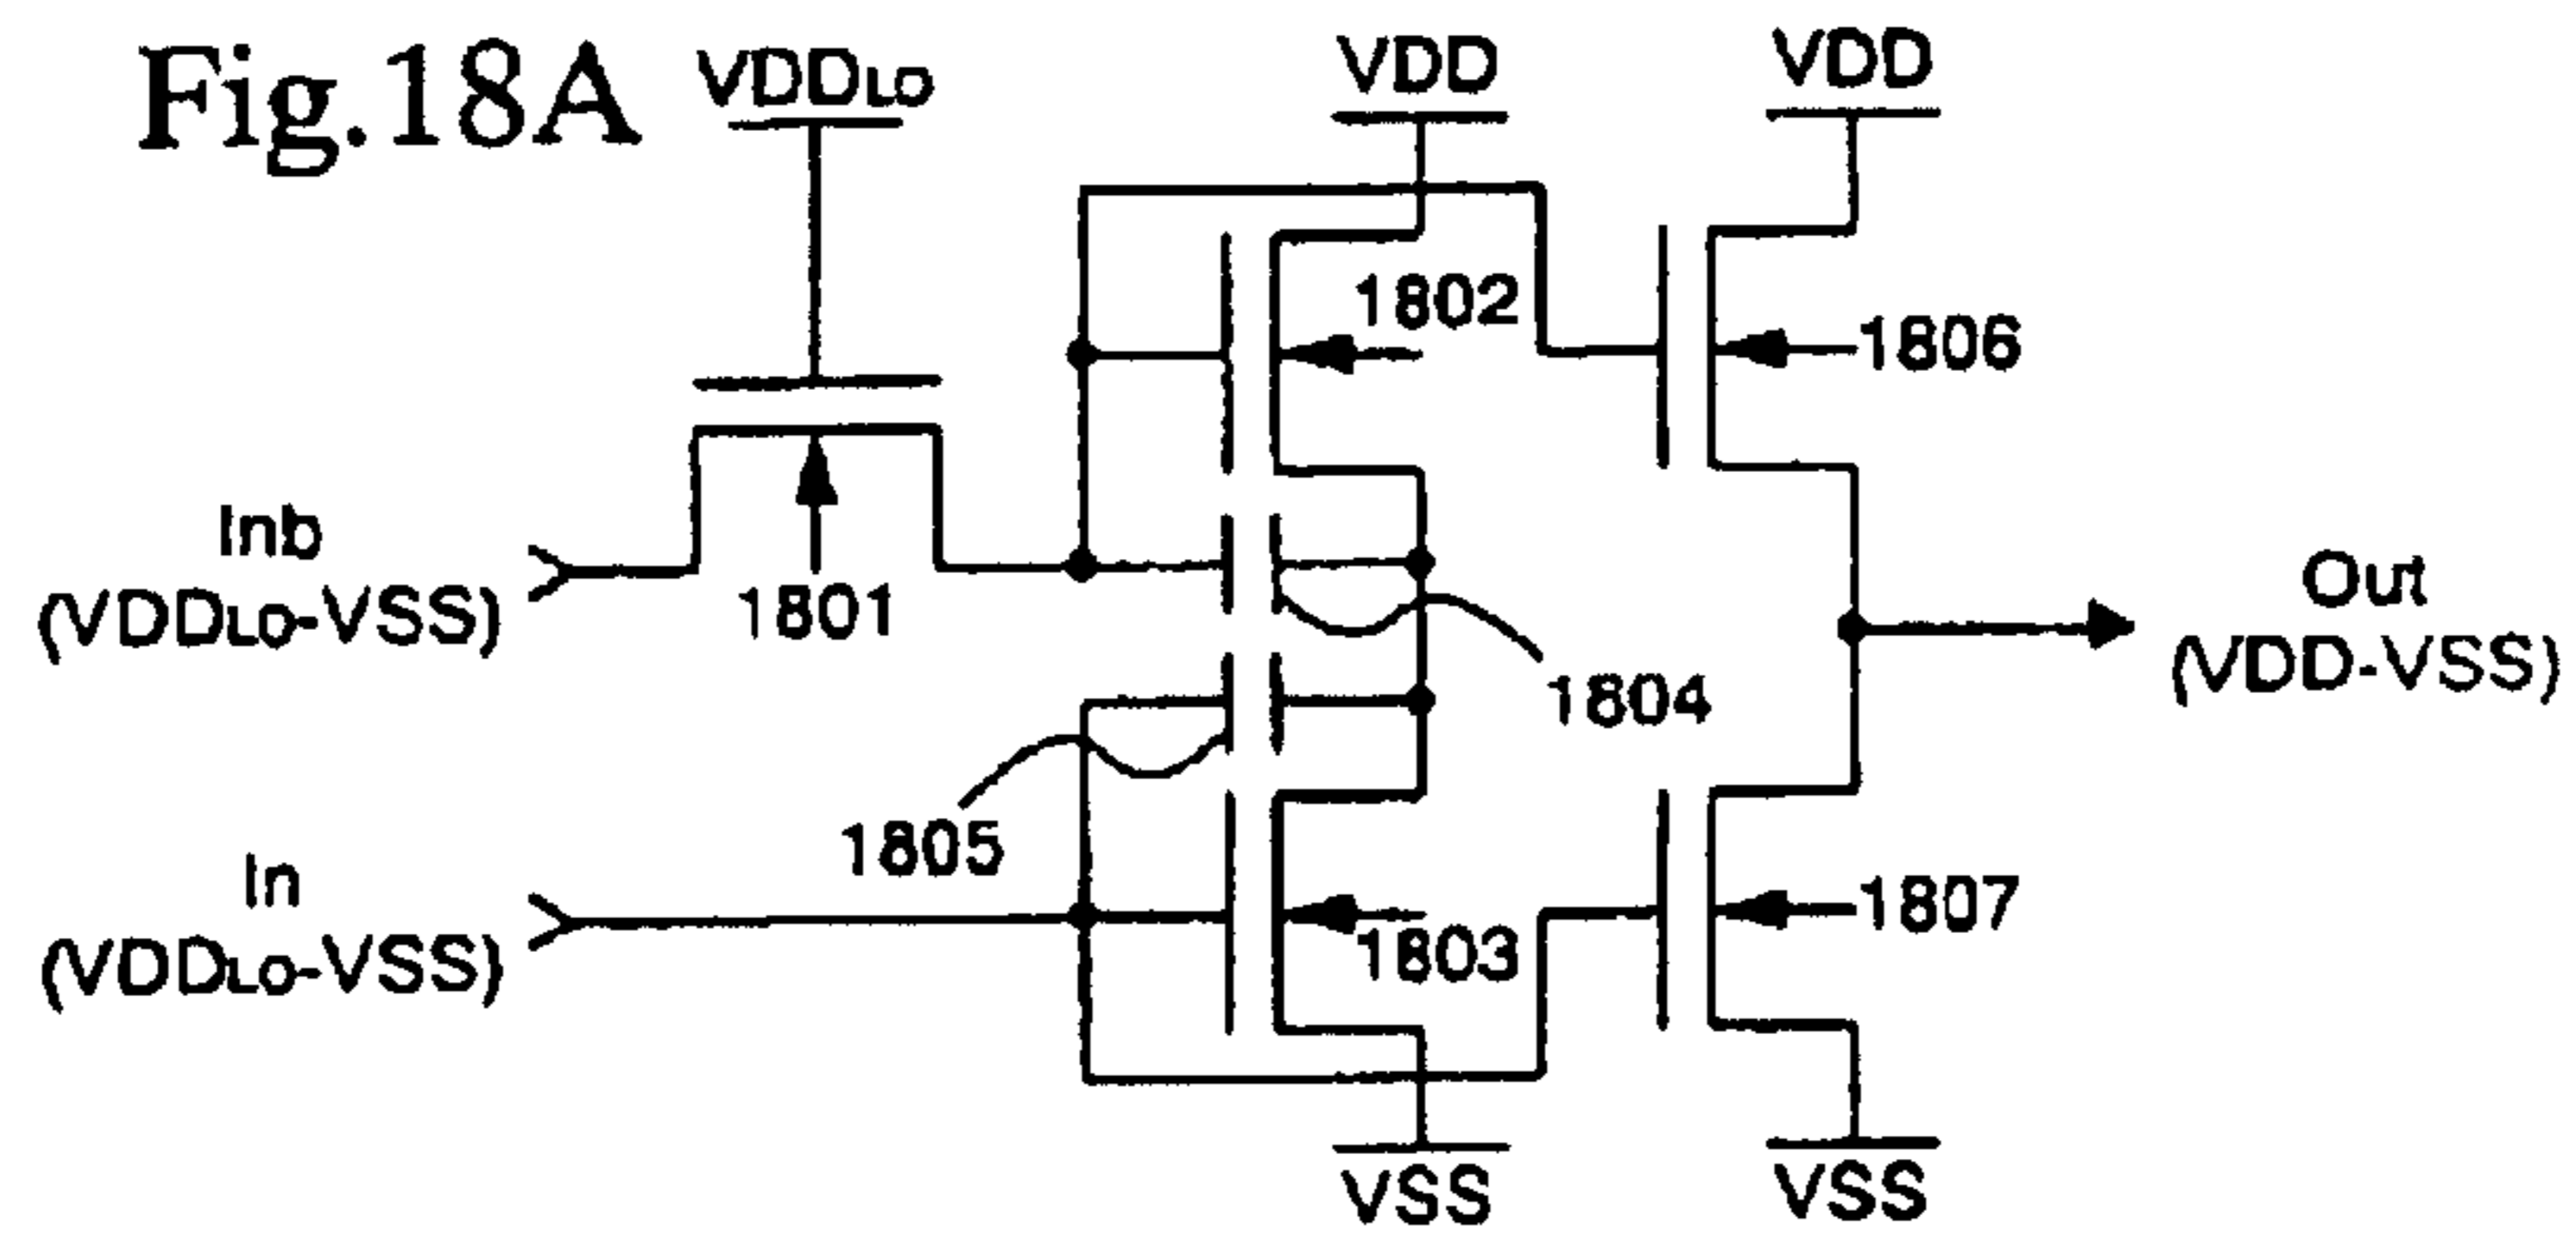 Fig.18A
VDDLO
VDD
VDD
1802
1806
Inb
(VDDLO-VSS)
1801
Out
(VDD-VSS)
1804
1805
In
(VDDLO-VSS)
1803
1807
VSS
VSS